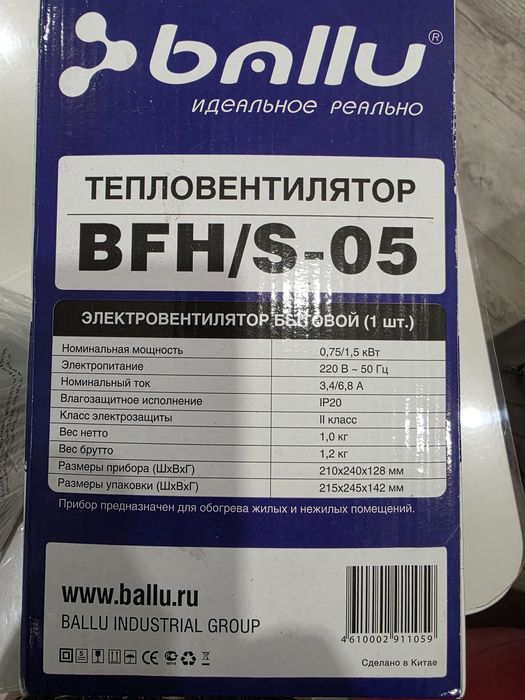 ballu®
ИДЕАЛЬНОЕ РЕАЛЬНО
ТЕПЛОВЕНТИЛЯТОР
BFH/S-05
ЭЛЕКТРОВЕНТИЛЯТОР БЫТОВОЙ (1 шт.)
Номинальная мощность 0,75/1,5 кВт
Электропитание 220 В ~ 50 Гц
Номинальный ток 3,4/6,8 А
Влагозащитное исполнение IP20
Класс электрозащиты II класс
Вес нетто 1,0 кг
Вес брутто 1,2 кг
Размеры прибора (ШхВхГ) 210х240х128 мм
Размеры упаковки (ШхВхГ) 215х245х142 мм
Прибор предназначен для обогрева жилых и нежилых помещений.
www.ballu.ru
BALLU INDUSTRIAL GROUP
4610002911059
Сделано в Китае